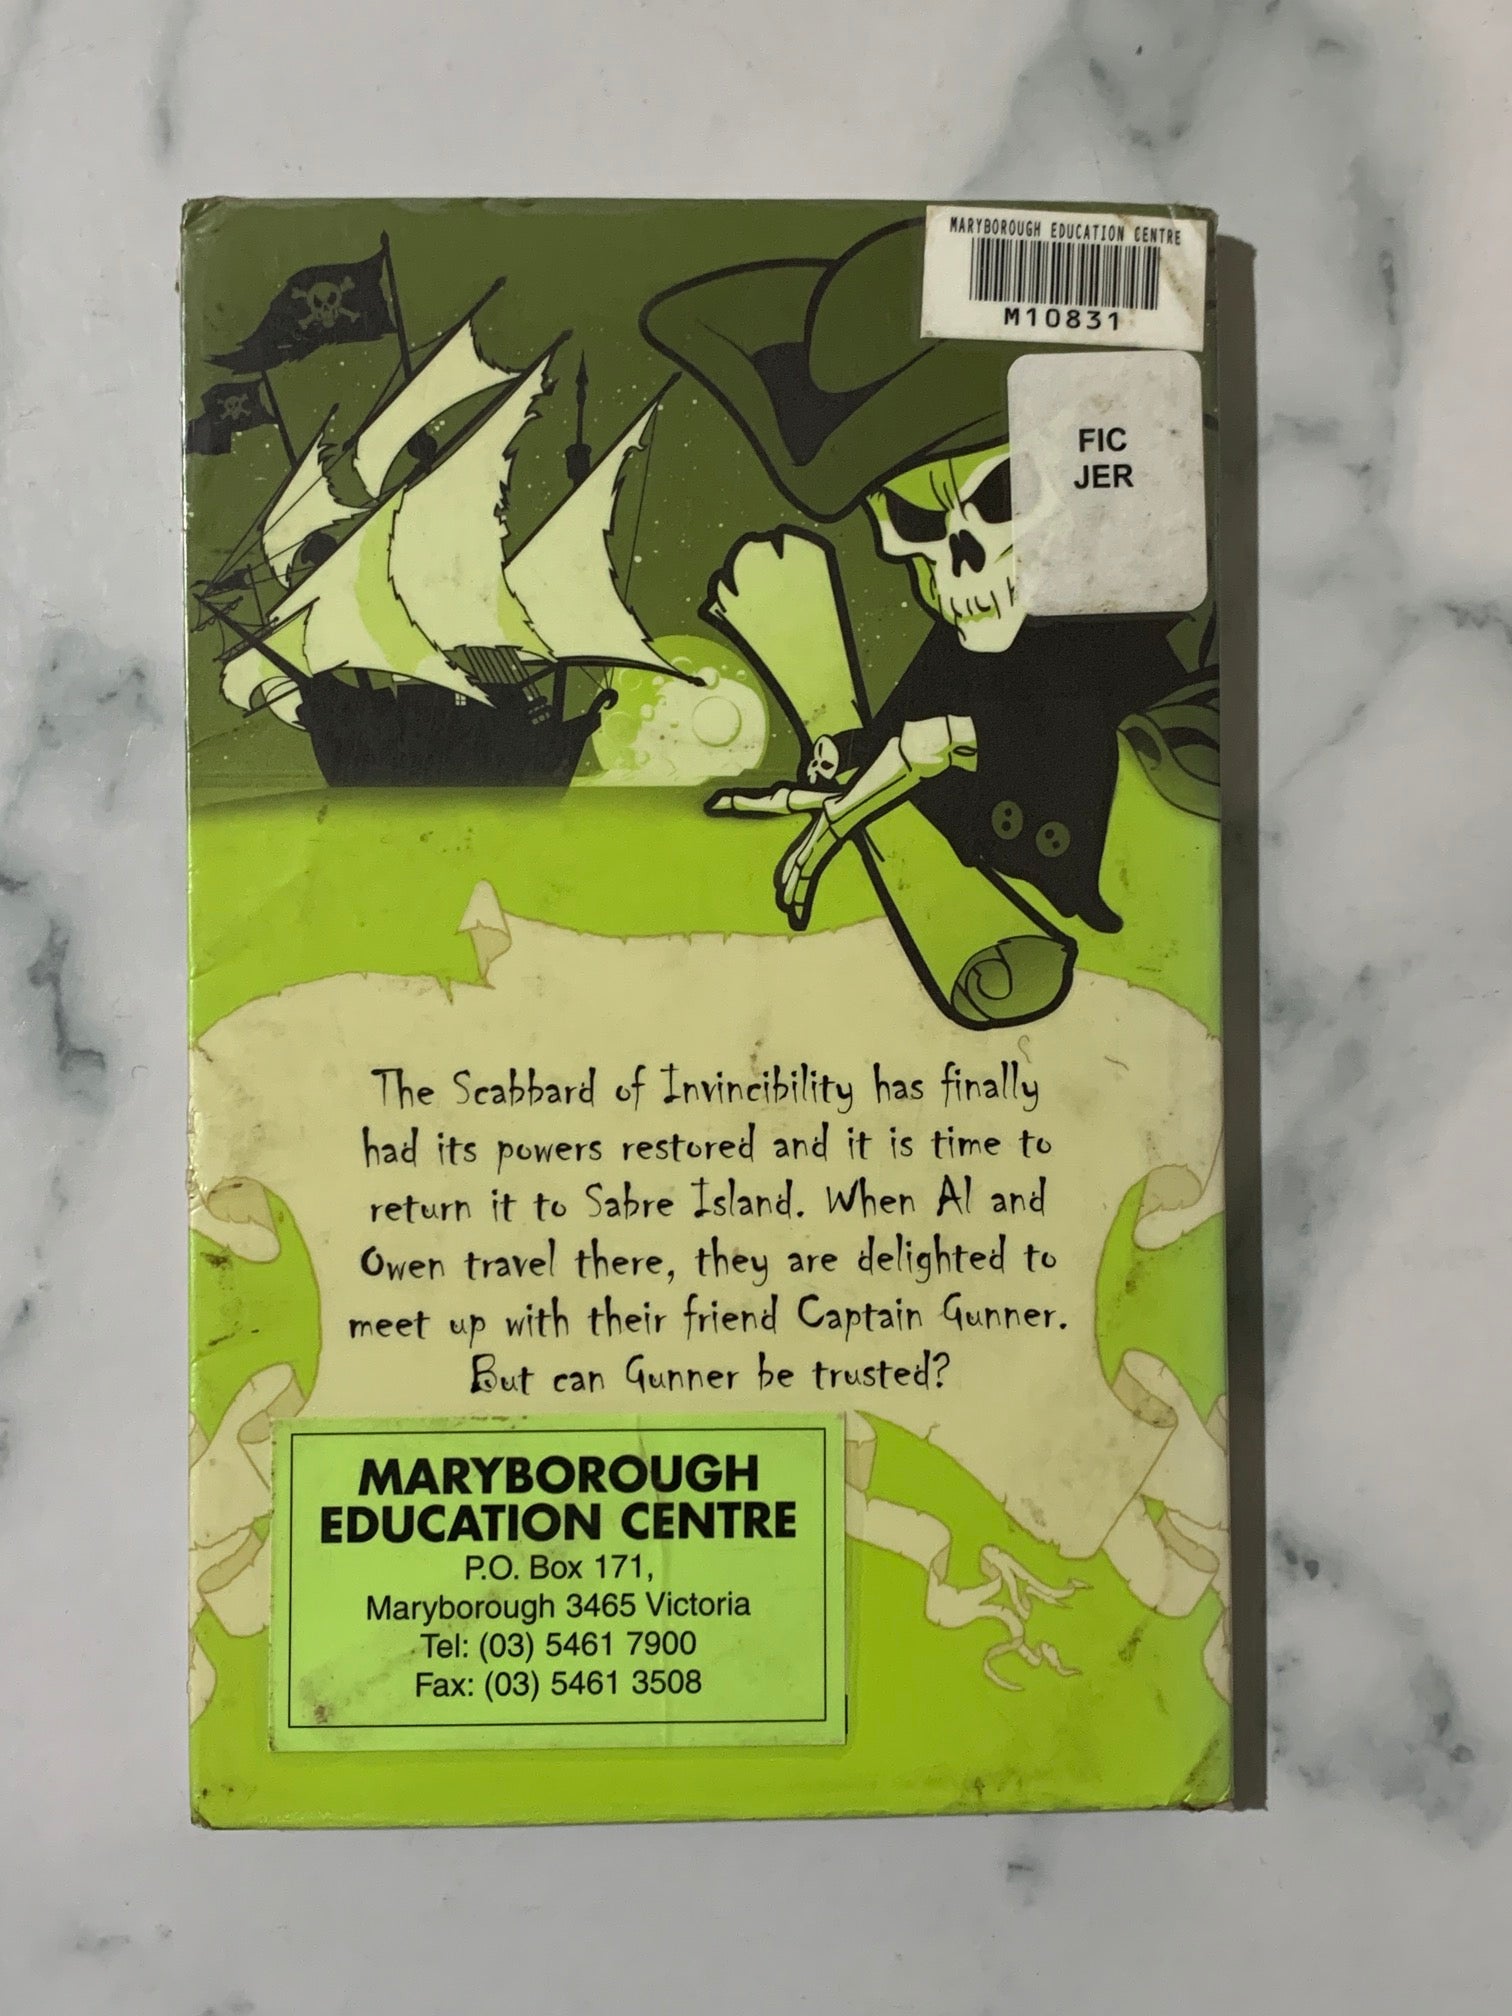 MARYBOROUGH EDUCATION CENTRE
M10831
FIC
JER
The Scabbard of Invincibility has finally
had its powers restored and it is time to
return it to Sabre Island. When Al and
Owen travel there, they are delighted to
meet up with their friend Captain Gunner.
But can Gunner be trusted?
MARYBOROUGH
EDUCATION CENTRE
P.O. Box 171,
Maryborough 3465 Victoria
Tel: (03) 5461 7900
Fax: (03) 5461 3508